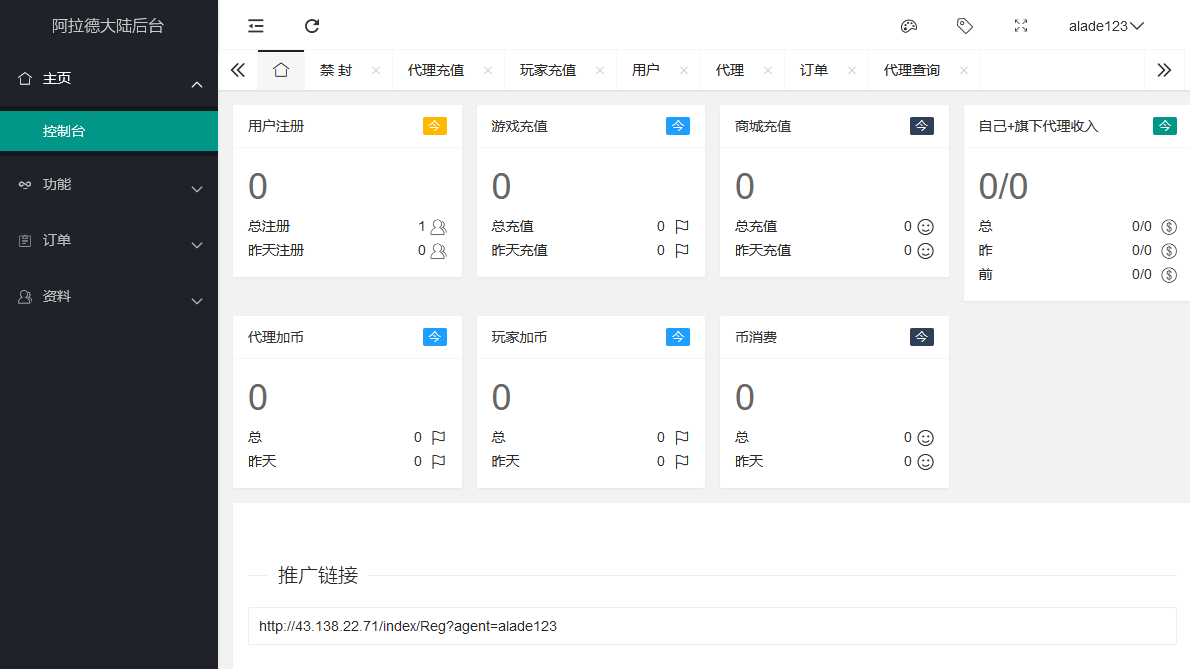 阿拉德大陆后台
alade123
主页
控制台
功能
订单
资料
禁 封
代理充值
玩家充值
用户
代理
订单
代理查询
用户注册 今
0
总注册 1
昨天注册 0
游戏充值 今
0
总充值 0
昨天充值 0
商城充值 今
0
总充值 0
昨天充值 0
自己+旗下代理收入 今
0/0
总 0/0
昨 0/0
前 0/0
代理加币 今
0
总 0
昨天 0
玩家加币 今
0
总 0
昨天 0
币消费 今
0
总 0
昨天 0
推广链接
http://43.138.22.71/index/Reg?agent=alade123